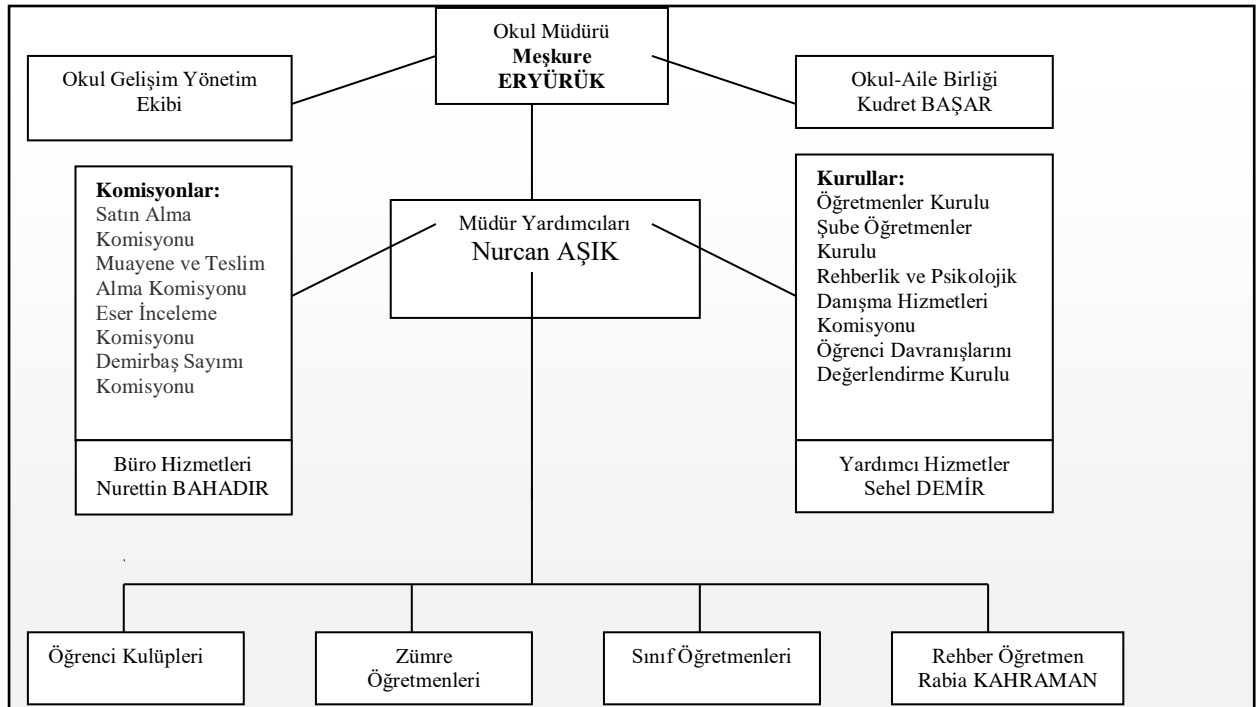 Okul Müdürü
Meşkure
ERYÜRÜK
Okul Gelişim Yönetim
Ekibi
Okul-Aile Birliği
Kudret BAŞAR
Komisyonlar:
Satın Alma
Komisyonu
Muayene ve Teslim
Alma Komisyonu
Eser İnceleme
Komisyonu
Demirbaş Sayımı
Komisyonu
Müdür Yardımcıları
Nurcan AŞIK
Kurullar:
Öğretmenler Kurulu
Şube Öğretmenler
Kurulu
Rehberlik ve Psikolojik
Danışma Hizmetleri
Komisyonu
Öğrenci Davranışlarını
Değerlendirme Kurulu
Büro Hizmetleri
Nurettin BAHADIR
Yardımcı Hizmetler
Sehel DEMİR
Öğrenci Kulüpleri
Zümre
Öğretmenleri
Sınıf Öğretmenleri
Rehber Öğretmen
Rabia KAHRAMAN